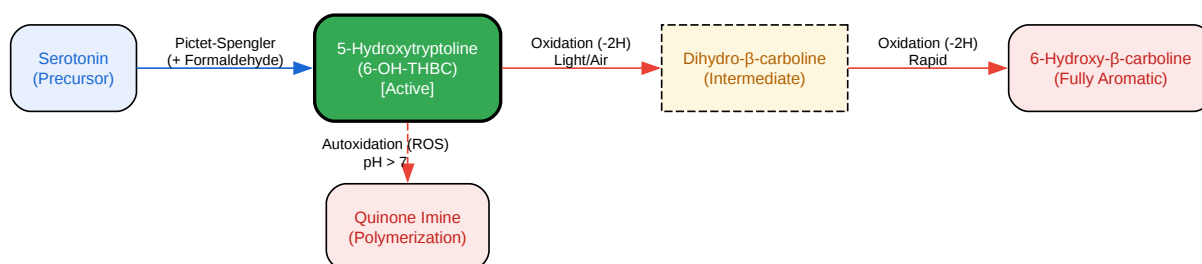 Serotonin
(Precursor)
Pictet-Spengler
(+ Formaldehyde)
5-Hydroxytryptoline
(6-OH-THBC)
[Active]
Oxidation (-2H)
Light/Air
Dihydro-β-carboline
(Intermediate)
Oxidation (-2H)
Rapid
6-Hydroxy-β-carboline
(Fully Aromatic)
Autoxidation (ROS)
pH > 7
Quinone Imine
(Polymerization)